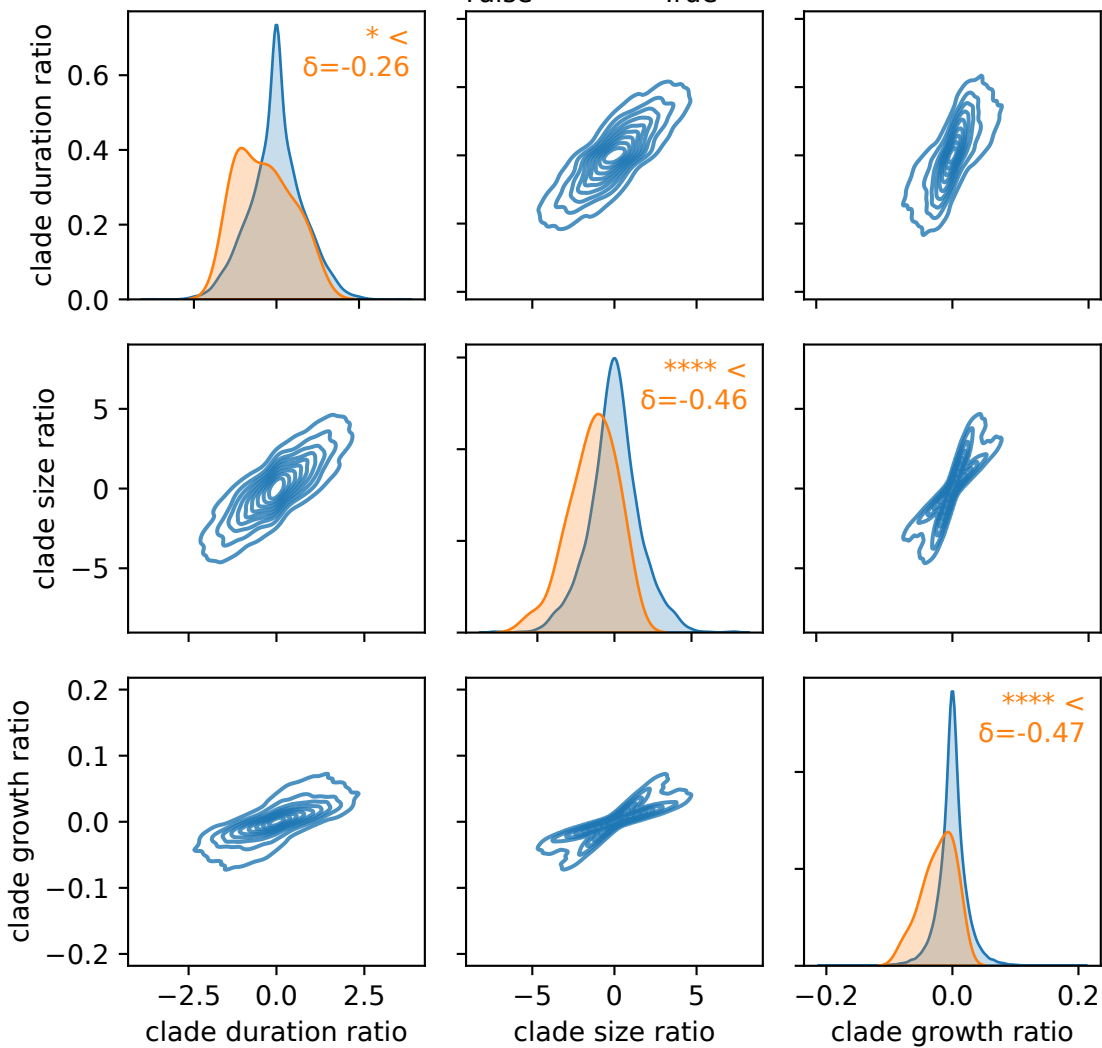 * <
δ=-0.26
clade duration ratio
0.6
0.4
0.2
0.0
**** <
δ=-0.46
clade size ratio
5
0
−5
**** <
δ=-0.47
clade growth ratio
0.2
0.1
0.0
−0.1
−0.2
−2.5 0.0 2.5 −5 0 5 −0.2 0.0 0.2
clade duration ratio clade size ratio clade growth ratio